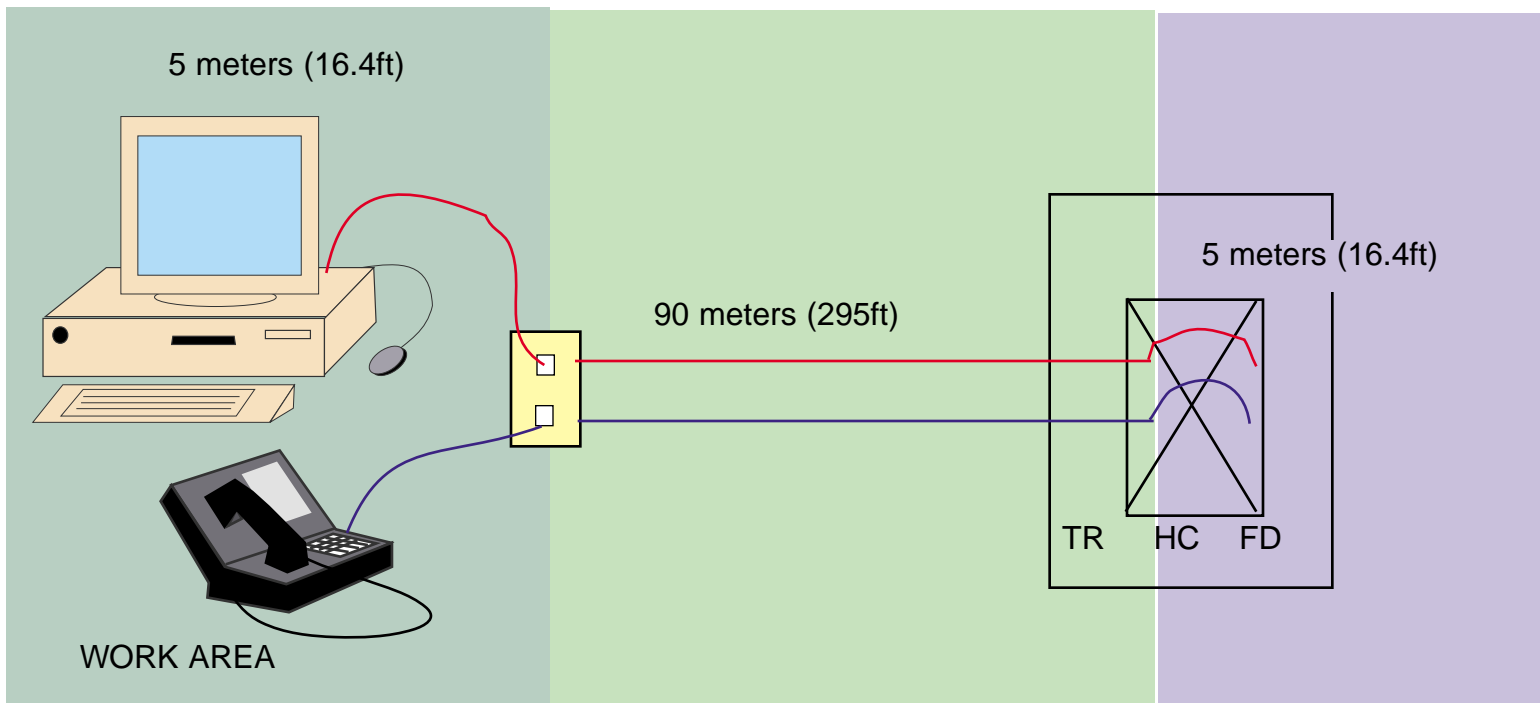 5 meters (16.4ft)
90 meters (295ft)
5 meters (16.4ft)
TR HC FD
WORK AREA